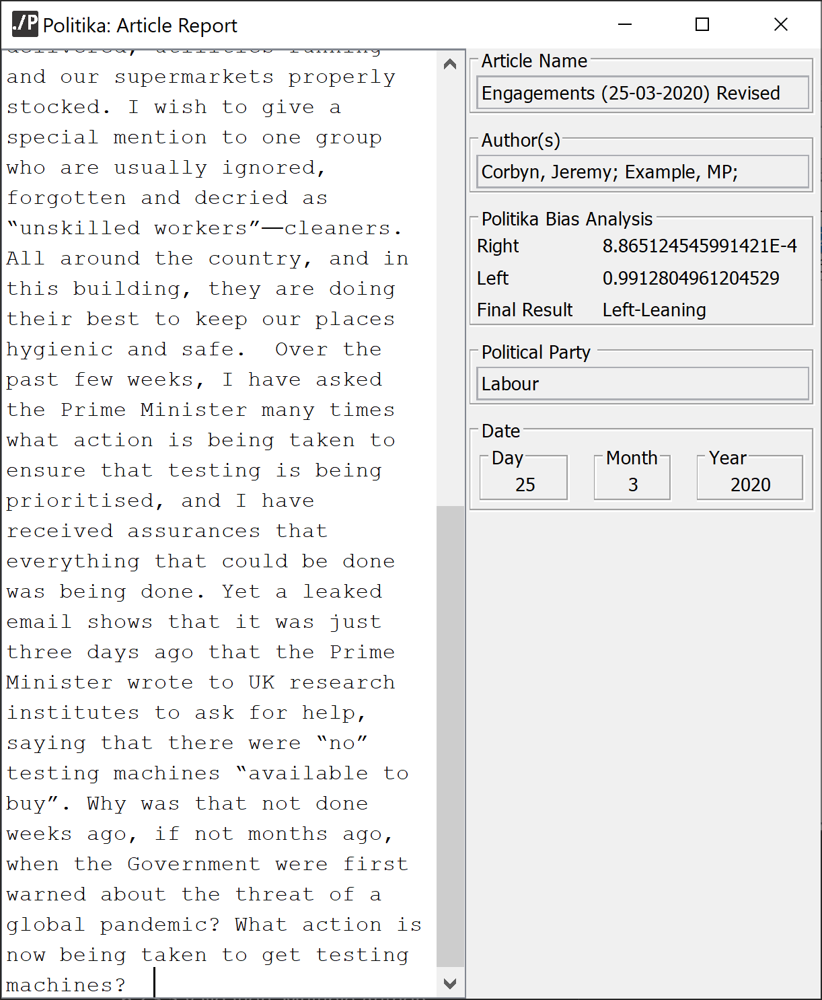 ./P Politika: Article Report
delivered, utilities running
and our supermarkets properly
stocked. I wish to give a
special mention to one group
who are usually ignored,
forgotten and decried as
“unskilled workers”—cleaners.
All around the country, and in
this building, they are doing
their best to keep our places
hygienic and safe.  Over the
past few weeks, I have asked
the Prime Minister many times
what action is being taken to
ensure that testing is being
prioritised, and I have
received assurances that
everything that could be done
was being done. Yet a leaked
email shows that it was just
three days ago that the Prime
Minister wrote to UK research
institutes to ask for help,
saying that there were “no”
testing machines “available to
buy”. Why was that not done
weeks ago, if not months ago,
when the Government were first
warned about the threat of a
global pandemic? What action is
now being taken to get testing
machines?
Article Name
Engagements (25-03-2020) Revised
Author(s)
Corbyn, Jeremy; Example, MP;
Politika Bias Analysis
Right 8.865124545991421E-4
Left 0.9912804961204529
Final Result Left-Leaning
Political Party
Labour
Date
Day Month Year
25 3 2020